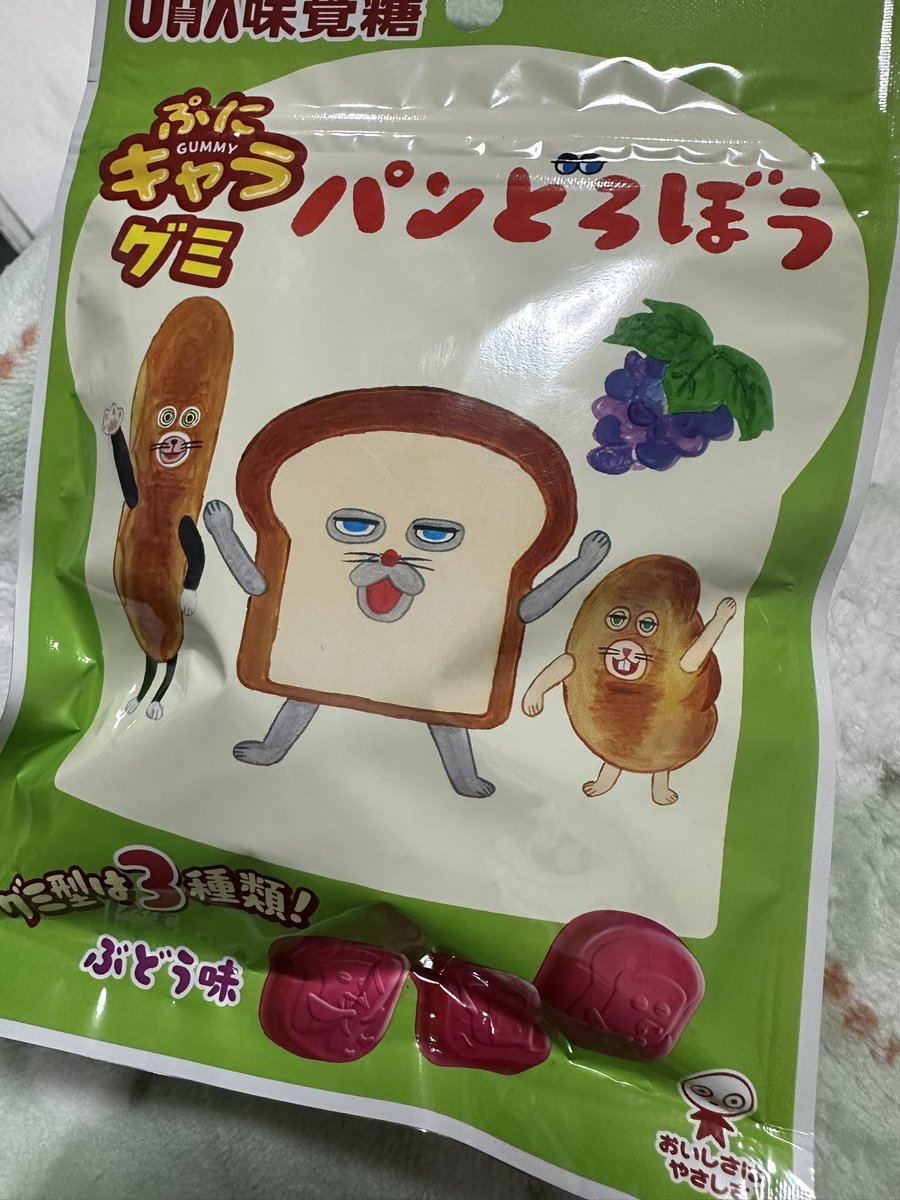 UHA味覚糖
ぷに
GUMMY
キャラ
グミ
パンどろぼう
グミ型は3種類!
ぶどう味
おいしさは
やさしさ